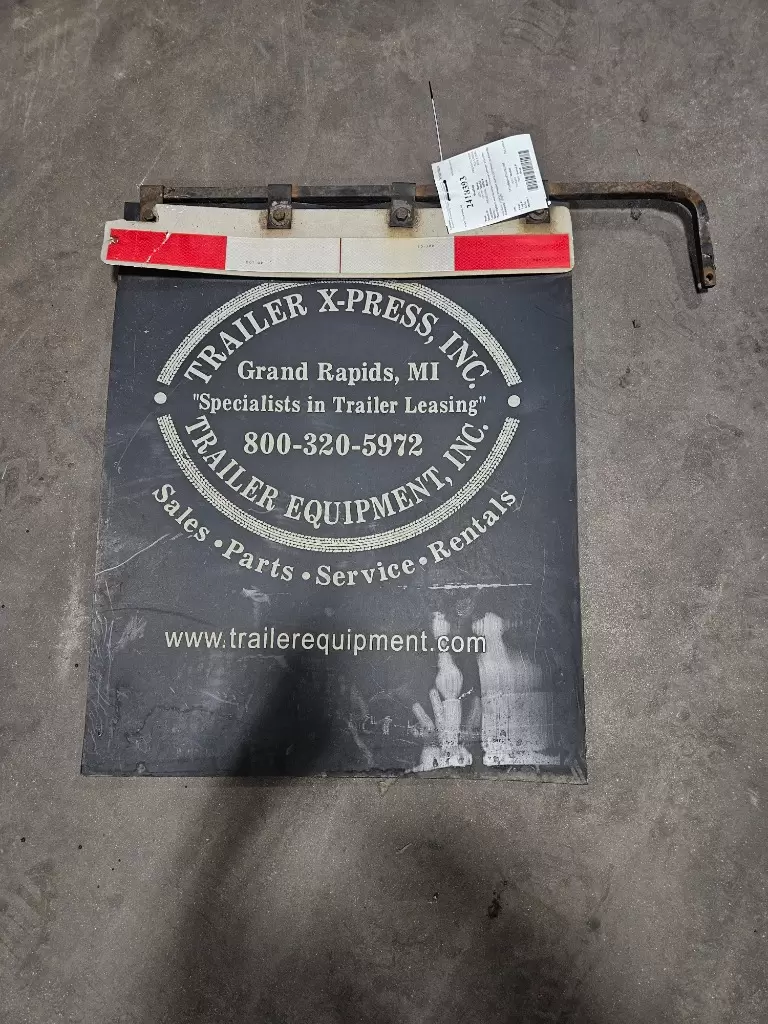 2418393
TRAILER X-PRESS, INC.
Grand Rapids, MI
"Specialists in Trailer Leasing"
800-320-5972
TRAILER EQUIPMENT, INC.
Sales • Parts • Service • Rentals
www.trailerequipment.com